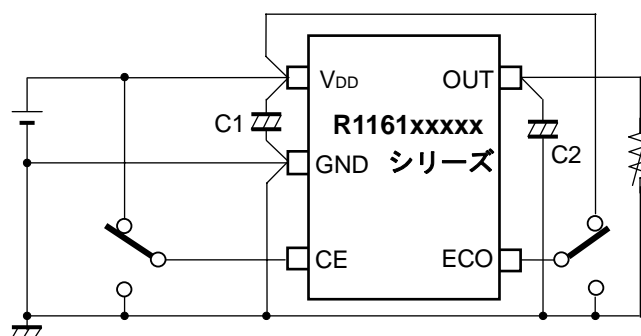 VDD
OUT
C1
R1161xxxxx
シリーズ
C2
GND
CE
ECO